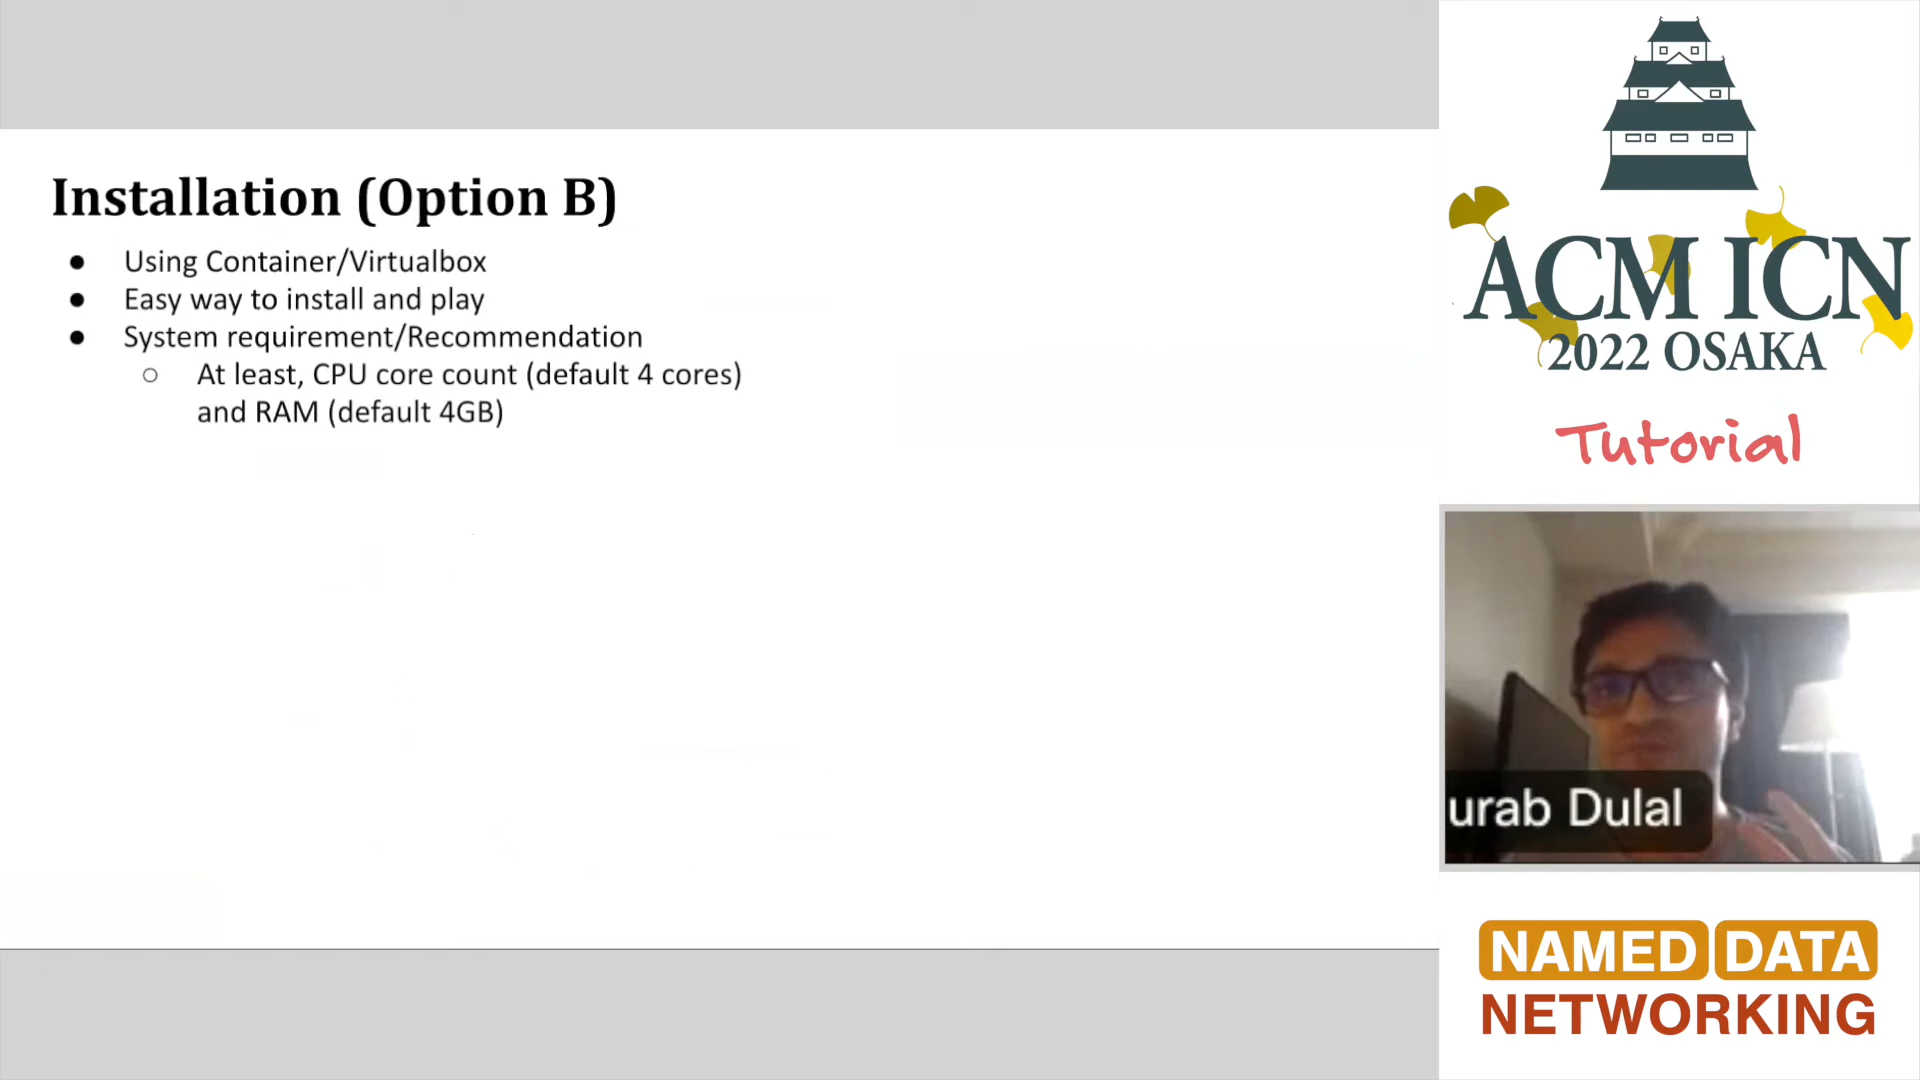 Installation (Option B)
● Using Container/Virtualbox
● Easy way to install and play
● System requirement/Recommendation
○ At least, CPU core count (default 4 cores)
and RAM (default 4GB)
ACM ICN
2022 OSAKA
Tutorial
urab Dulal
NAMED DATA
NETWORKING